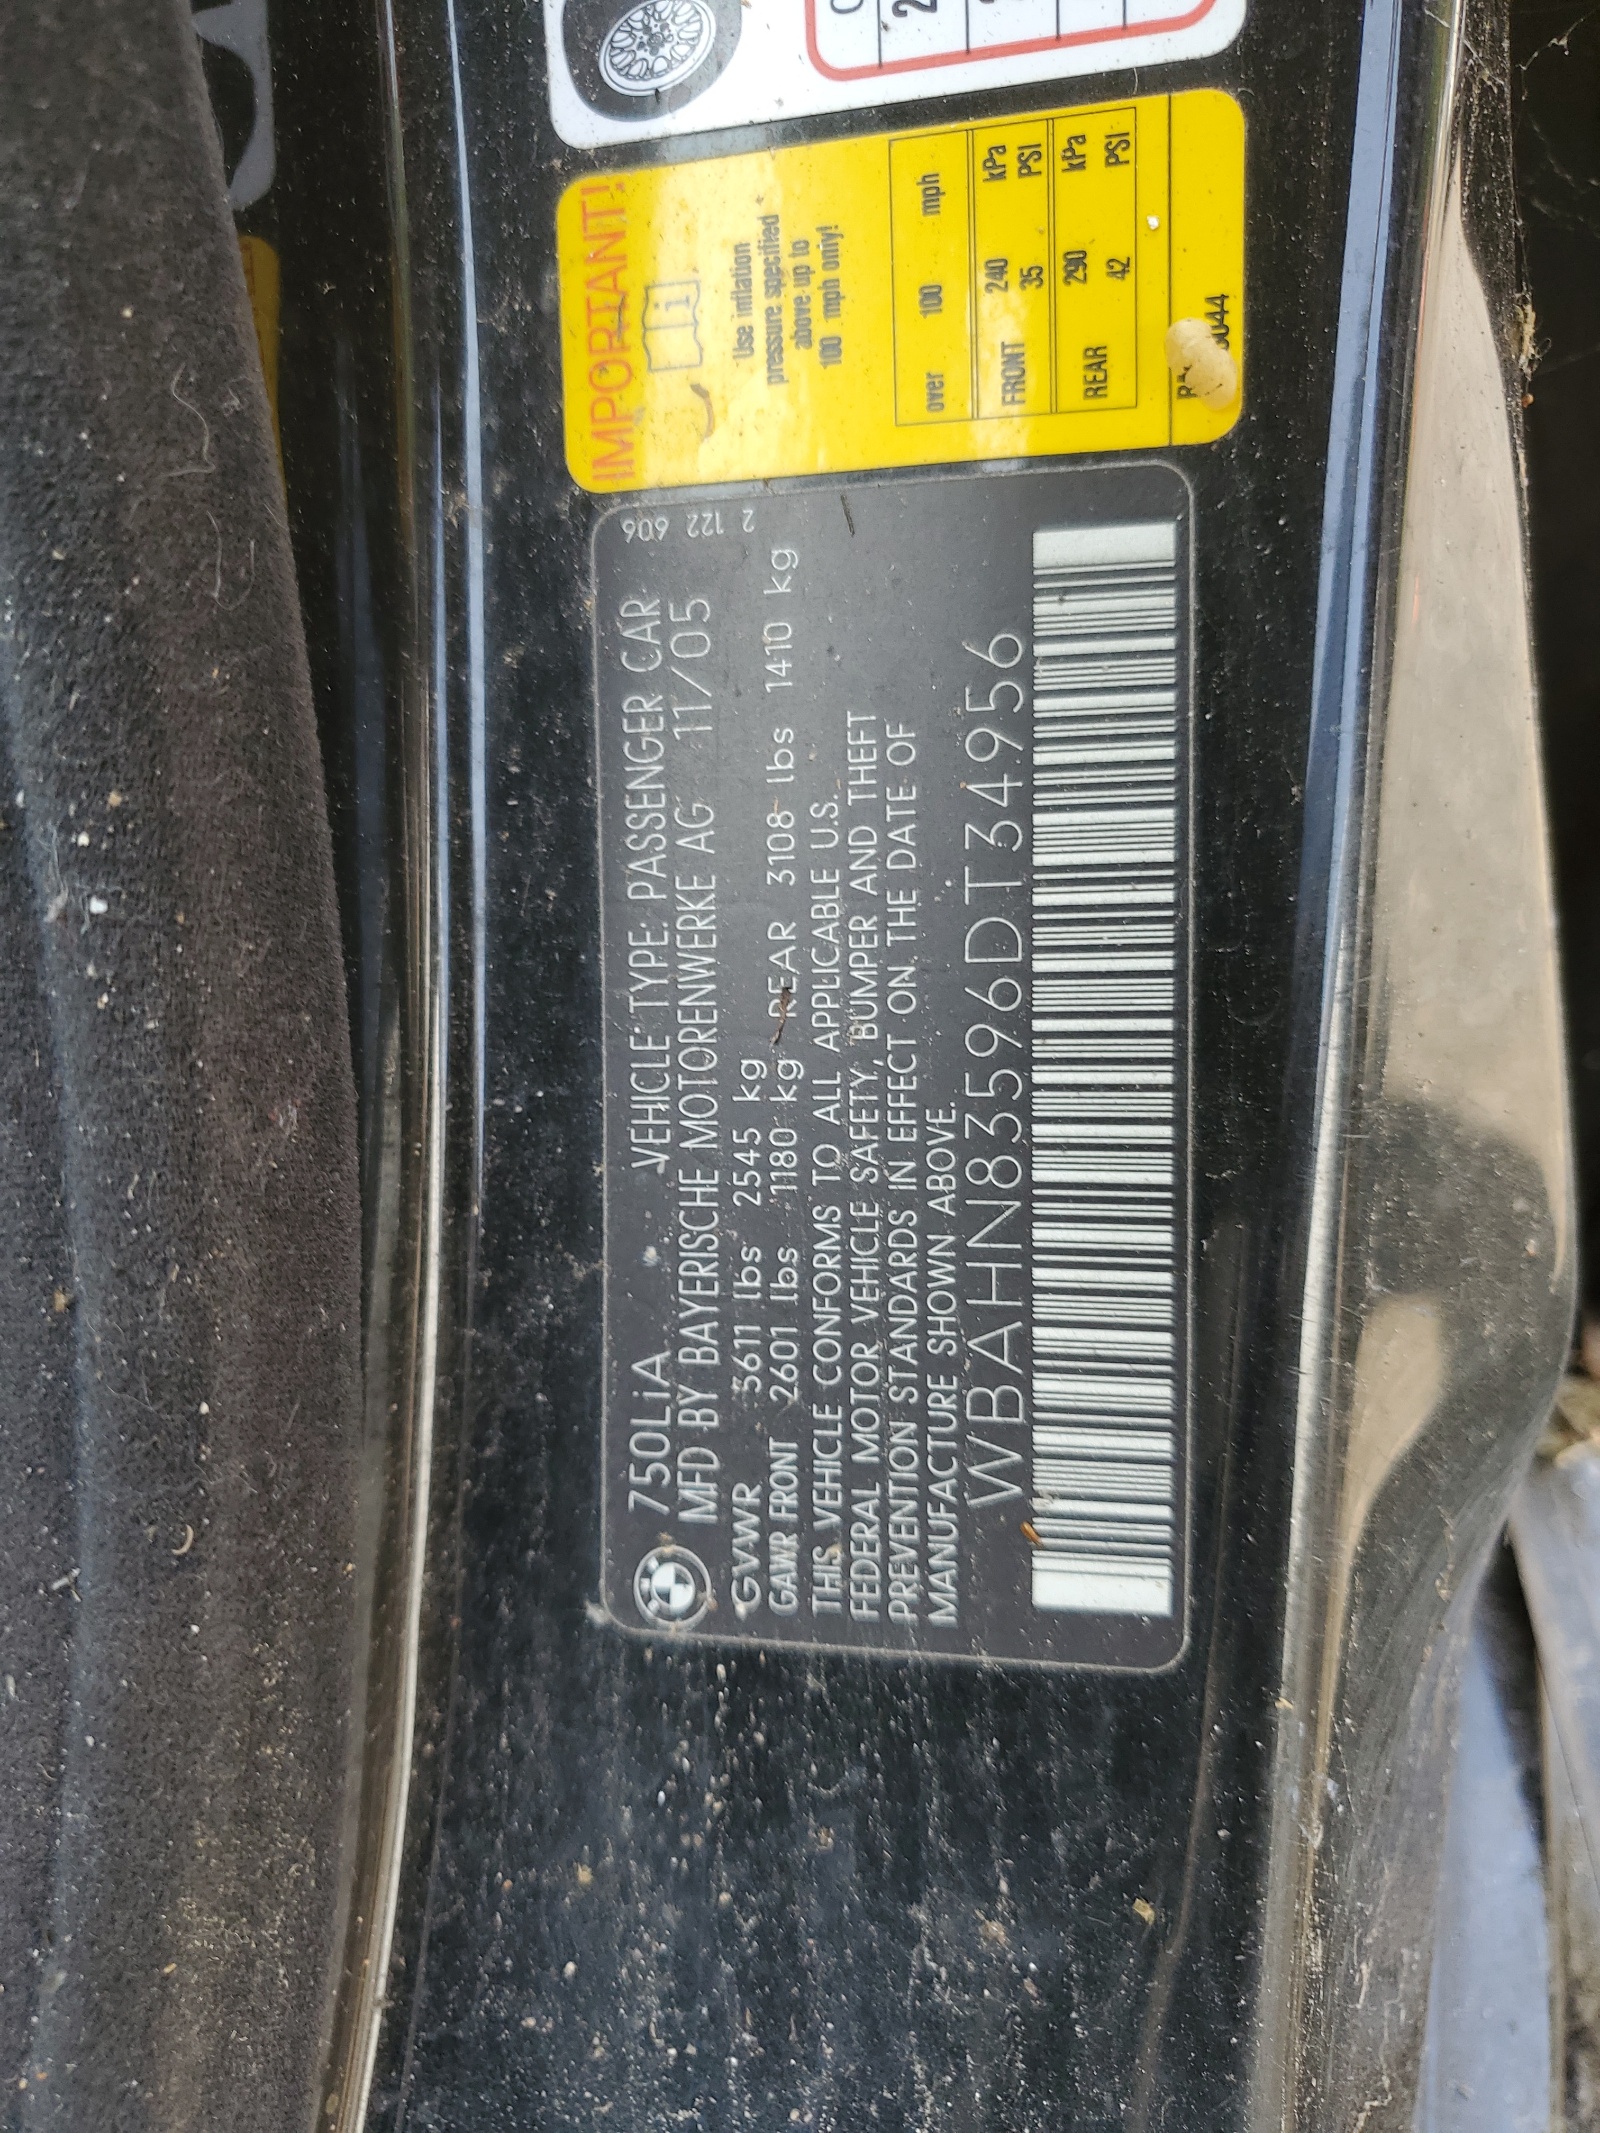 750LiA VEHICLE TYPE: PASSENGER CAR
MFD BY BAYERISCHE MOTORENWERKE AG 11/05
GVWR 5611 lbs 2545 kg
GAWR FRONT 2601 lbs 1180 kg REAR 3108 lbs 1410 kg
THIS VEHICLE CONFORMS TO ALL APPLICABLE U.S.
FEDERAL MOTOR VEHICLE SAFETY, BUMPER AND THEFT
PREVENTION STANDARDS IN EFFECT ON THE DATE OF
MANUFACTURE SHOWN ABOVE.
WBAHN83596DT34956
2 122 606
IMPORTANT!
i
Use inflation
pressure specified
above up to
100 mph only!
over 100 mph
FRONT 240 kPa
35 PSI
REAR 290 kPa
42 PSI